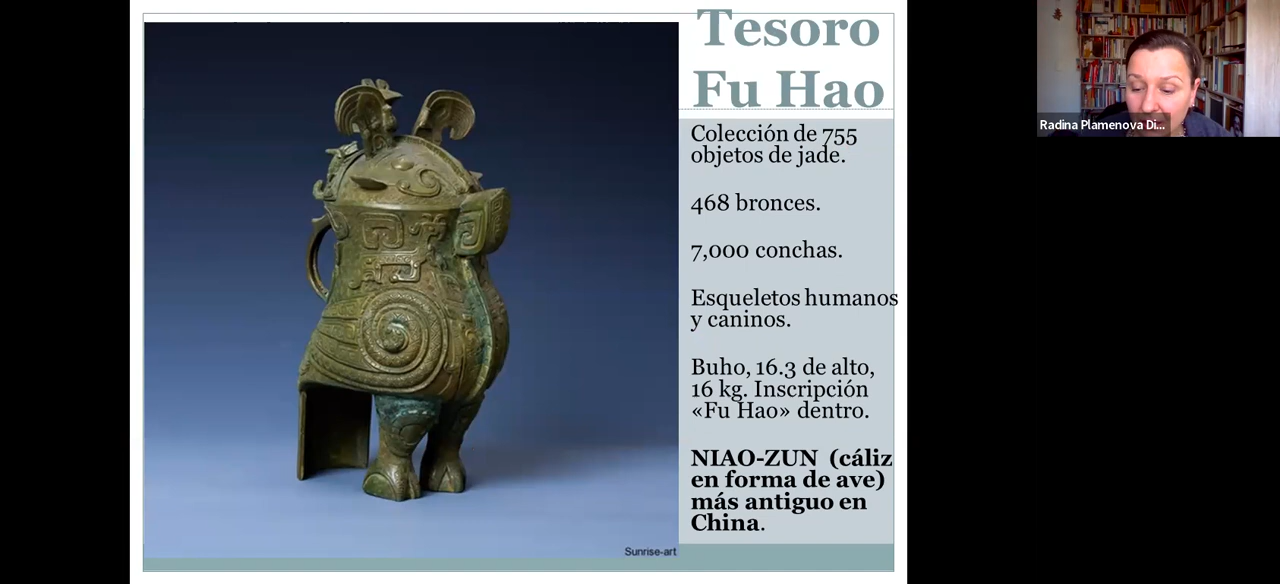 Tesoro
Fu Hao
Colección de 755
objetos de jade.
468 bronces.
7,000 conchas.
Esqueletos humanos
y caninos.
Buho, 16.3 de alto,
16 kg. Inscripción
«Fu Hao» dentro.
NIAO-ZUN (cáliz
en forma de ave)
más antiguo en
China.
Sunrise-art
Radina Plamenova Di...